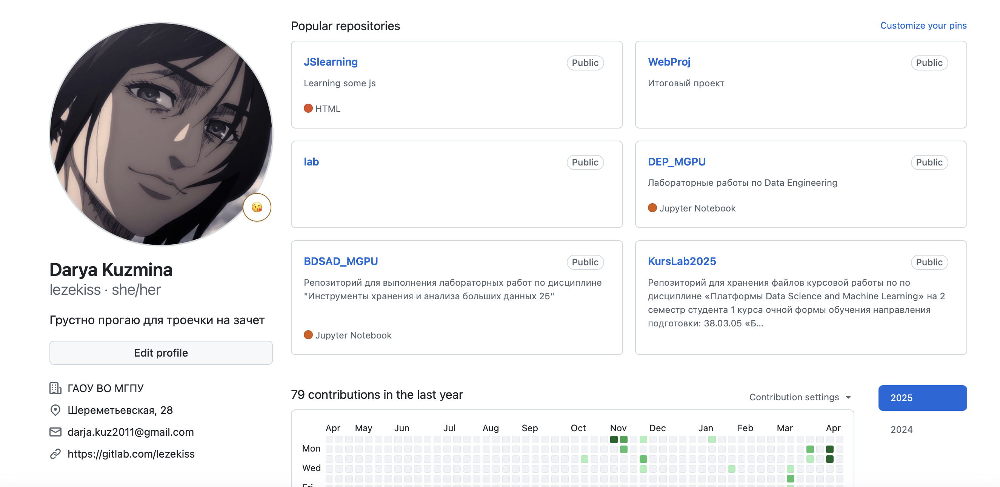 Darya Kuzmina
lezekiss · she/her
Грустно прогаю для троечки на зачет
Edit profile
ГАОУ ВО МГПУ
Шереметьевская, 28
darja.kuz2011@gmail.com
https://gitlab.com/lezekiss
Popular repositories
Customize your pins
JSlearning
Public
Learning some js
HTML
WebProj
Public
Итоговый проект
lab
Public
DEP_MGPU
Public
Лабораторные работы по Data Engineering
Jupyter Notebook
BDSAD_MGPU
Public
Репозиторий для выполнения лабораторных работ по дисциплине
"Инструменты хранения и анализа больших данных 25"
Jupyter Notebook
KursLab2025
Public
Репозиторий для хранения файлов курсовой работы по по
дисциплине «Платформы Data Science and Machine Learning» на 2
семестр студента 1 курса очной формы обучения направления
подготовки: 38.03.05 «Б...
79 contributions in the last year
Contribution settings
2025
2024
Apr May Jun Jul Aug Sep Oct Nov Dec Jan Feb Mar Apr
Mon
Wed
Fri